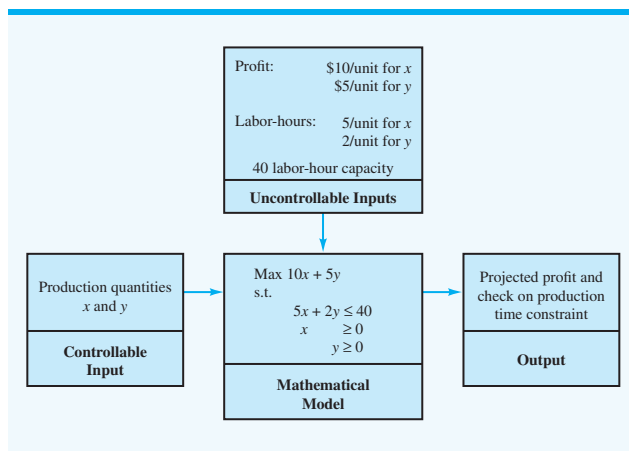 Profit: $10/unit for x
$5/unit for y
Labor-hours: 5/unit for x
2/unit for y
40 labor-hour capacity
Uncontrollable Inputs
Production quantities
x and y
Controllable
Input
Max 10x + 5y
s.t.
5x + 2y ≤ 40
x ≥ 0
y ≥ 0
Mathematical
Model
Projected profit and
check on production
time constraint
Output